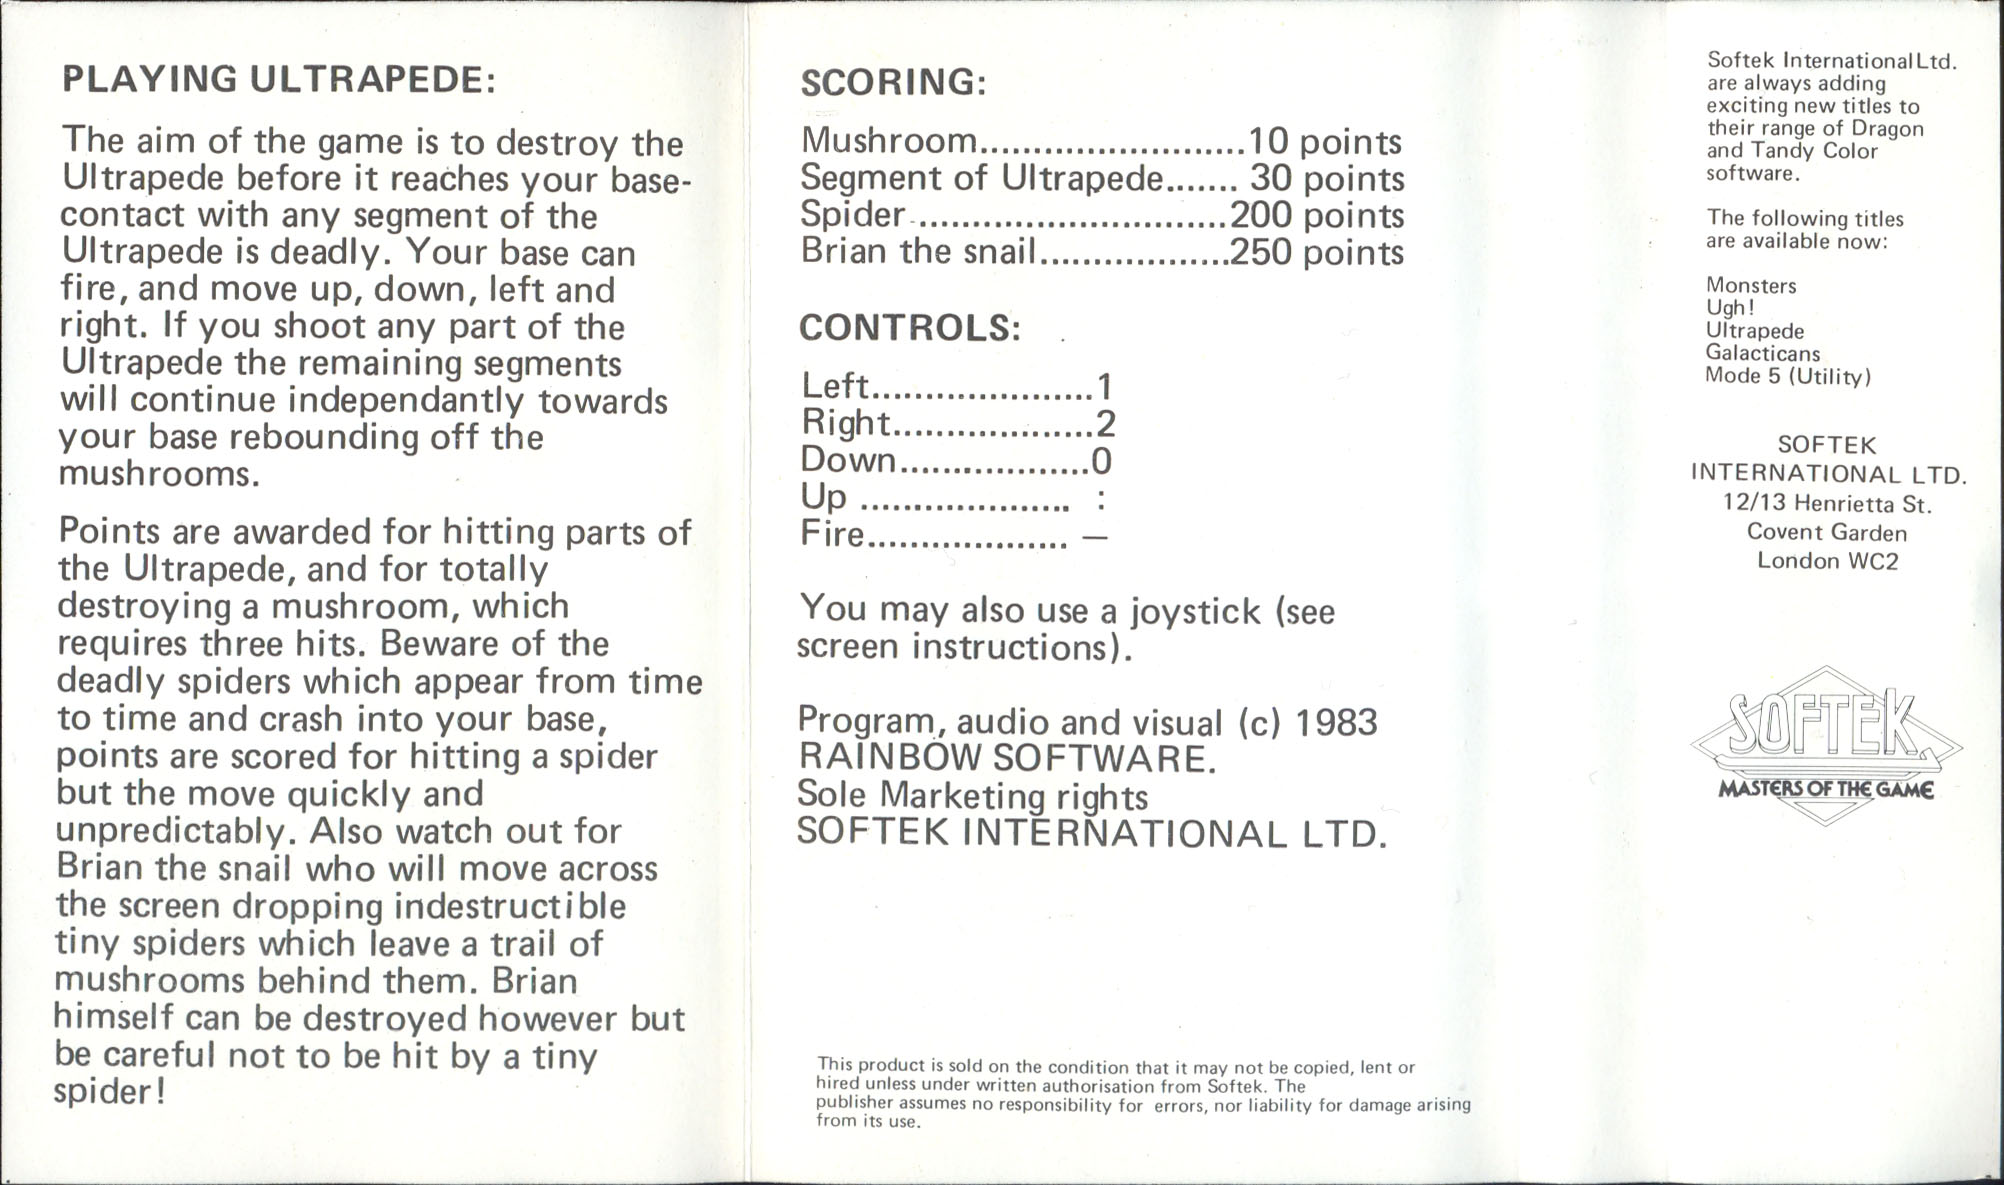 PLAYING ULTRAPEDE:
The aim of the game is to destroy the
Ultrapede before it reaches your base-
contact with any segment of the
Ultrapede is deadly. Your base can
fire, and move up, down, left and
right. If you shoot any part of the
Ultrapede the remaining segments
will continue independantly towards
your base rebounding off the
mushrooms.
Points are awarded for hitting parts of
the Ultrapede, and for totally
destroying a mushroom, which
requires three hits. Beware of the
deadly spiders which appear from time
to time and crash into your base,
points are scored for hitting a spider
but the move quickly and
unpredictably. Also watch out for
Brian the snail who will move across
the screen dropping indestructible
tiny spiders which leave a trail of
mushrooms behind them. Brian
himself can be destroyed however but
be careful not to be hit by a tiny
spider!
SCORING:
Mushroom.........................10 points
Segment of Ultrapede....... 30 points
Spider.............................200 points
Brian the snail..................250 points
CONTROLS:
Left.....................1
Right...................2
Down..................0
Up .................... :
Fire................... —
You may also use a joystick (see
screen instructions).
Program, audio and visual (c) 1983
RAINBOW SOFTWARE.
Sole Marketing rights
SOFTEK INTERNATIONAL LTD.
This product is sold on the condition that it may not be copied, lent or
hired unless under written authorisation from Softek. The
publisher assumes no responsibility for errors, nor liability for damage arising
from its use.
Softek International Ltd.
are always adding
exciting new titles to
their range of Dragon
and Tandy Color
software.
The following titles
are available now:
Monsters
Ugh!
Ultrapede
Galacticans
Mode 5 (Utility)
SOFTEK
INTERNATIONAL LTD.
12/13 Henrietta St.
Covent Garden
London WC2
SOFTEK
MASTERS OF THE GAME